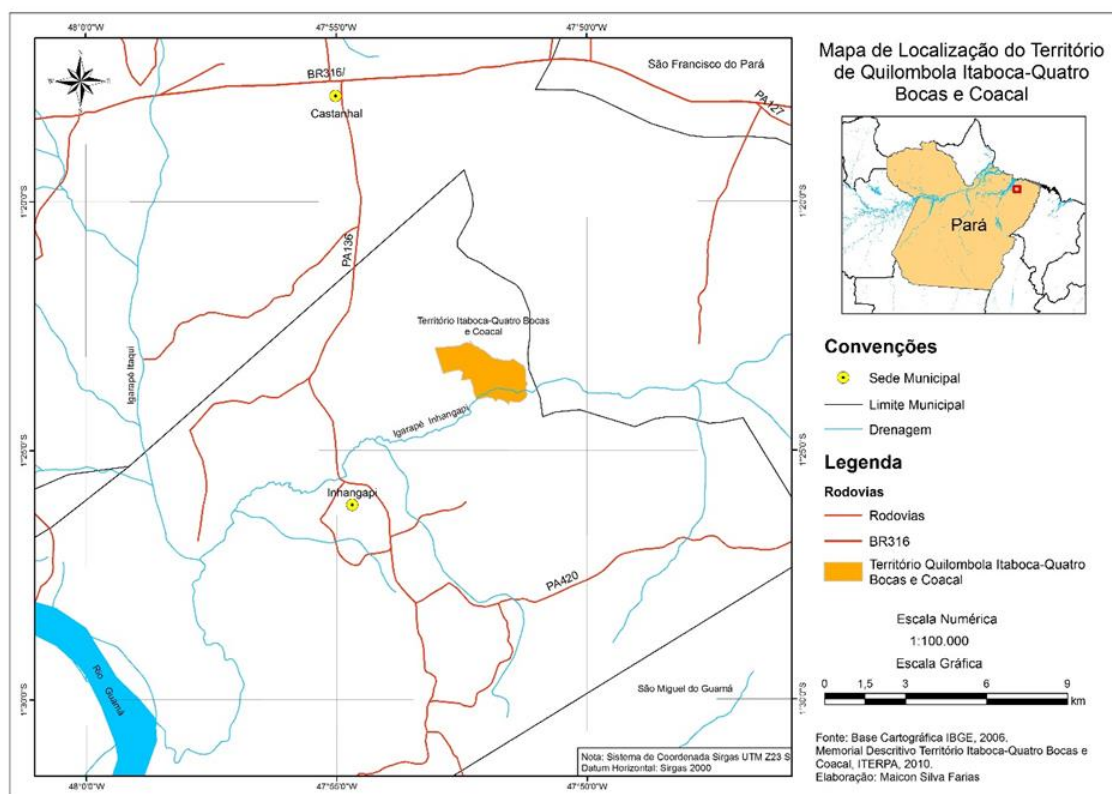 Mapa de Localização do Território
de Quilombola Itaboca-Quatro
Bocas e Coacal
48°0'0"W
47°55'0"W
47°50'0"W
N
W
E
S
BR316/
São Francisco do Pará
PA127
Castanhal
1°20'0"S
1°20'0"S
PA136
Igarapé Itaqui
Território Itaboca-Quatro Bocas
e Coacal
Igarapé Inhangapi
1°25'0"S
1°25'0"S
Inhangapi
PA420
Rio Guamá
São Miguel do Guamá
1°30'0"S
1°30'0"S
Nota: Sistema de Coordenada Sirgas UTM Z23 S
Datum Horizontal: Sirgas 2000
48°0'0"W
47°55'0"W
47°50'0"W
Pará
Convenções
Sede Municipal
Limite Municipal
Drenagem
Legenda
Rodovias
Rodovias
BR316
Território Quilombola Itaboca-Quatro
Bocas e Coacal
Escala Numérica
1:100.000
Escala Gráfica
0 1,5 3 6 9
km
Fonte: Base Cartográfica IBGE, 2006.
Memorial Descritivo Território Itaboca-Quatro Bocas e
Coacal, ITERPA, 2010.
Elaboração: Maicon Silva Farias